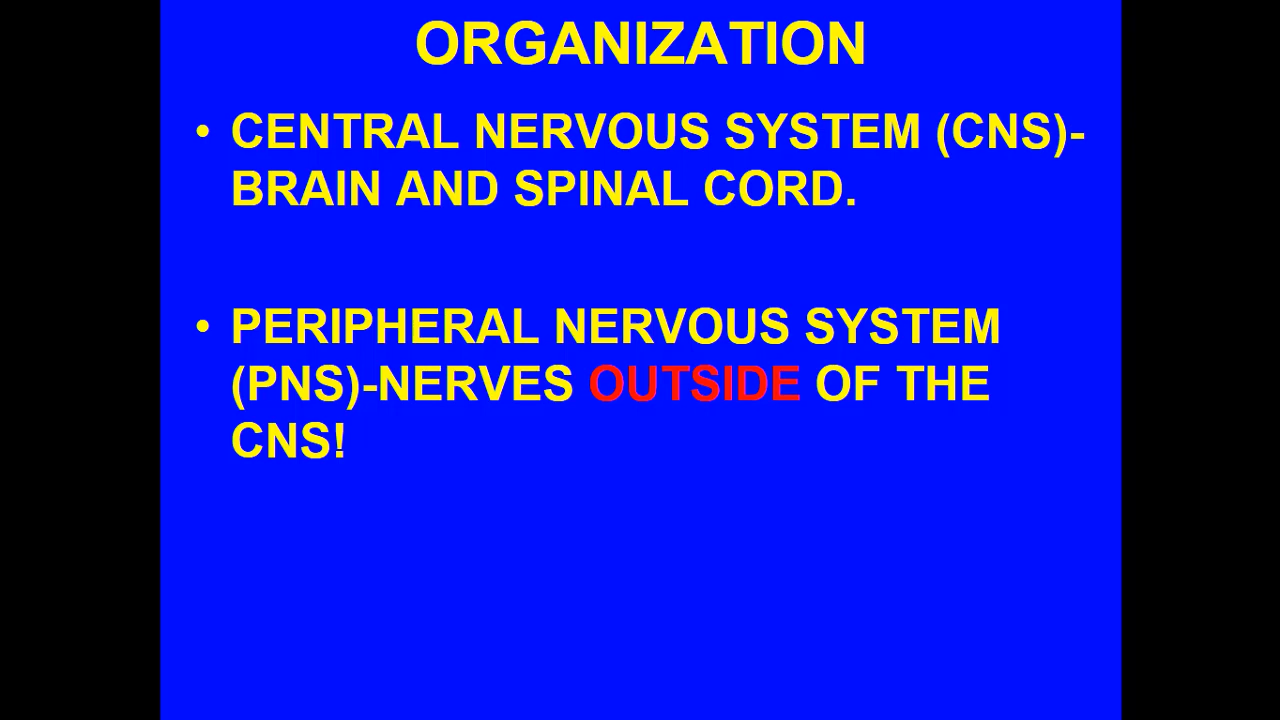 ORGANIZATION
• CENTRAL NERVOUS SYSTEM (CNS)-
BRAIN AND SPINAL CORD.
• PERIPHERAL NERVOUS SYSTEM
(PNS)-NERVES OUTSIDE OF THE
CNS!